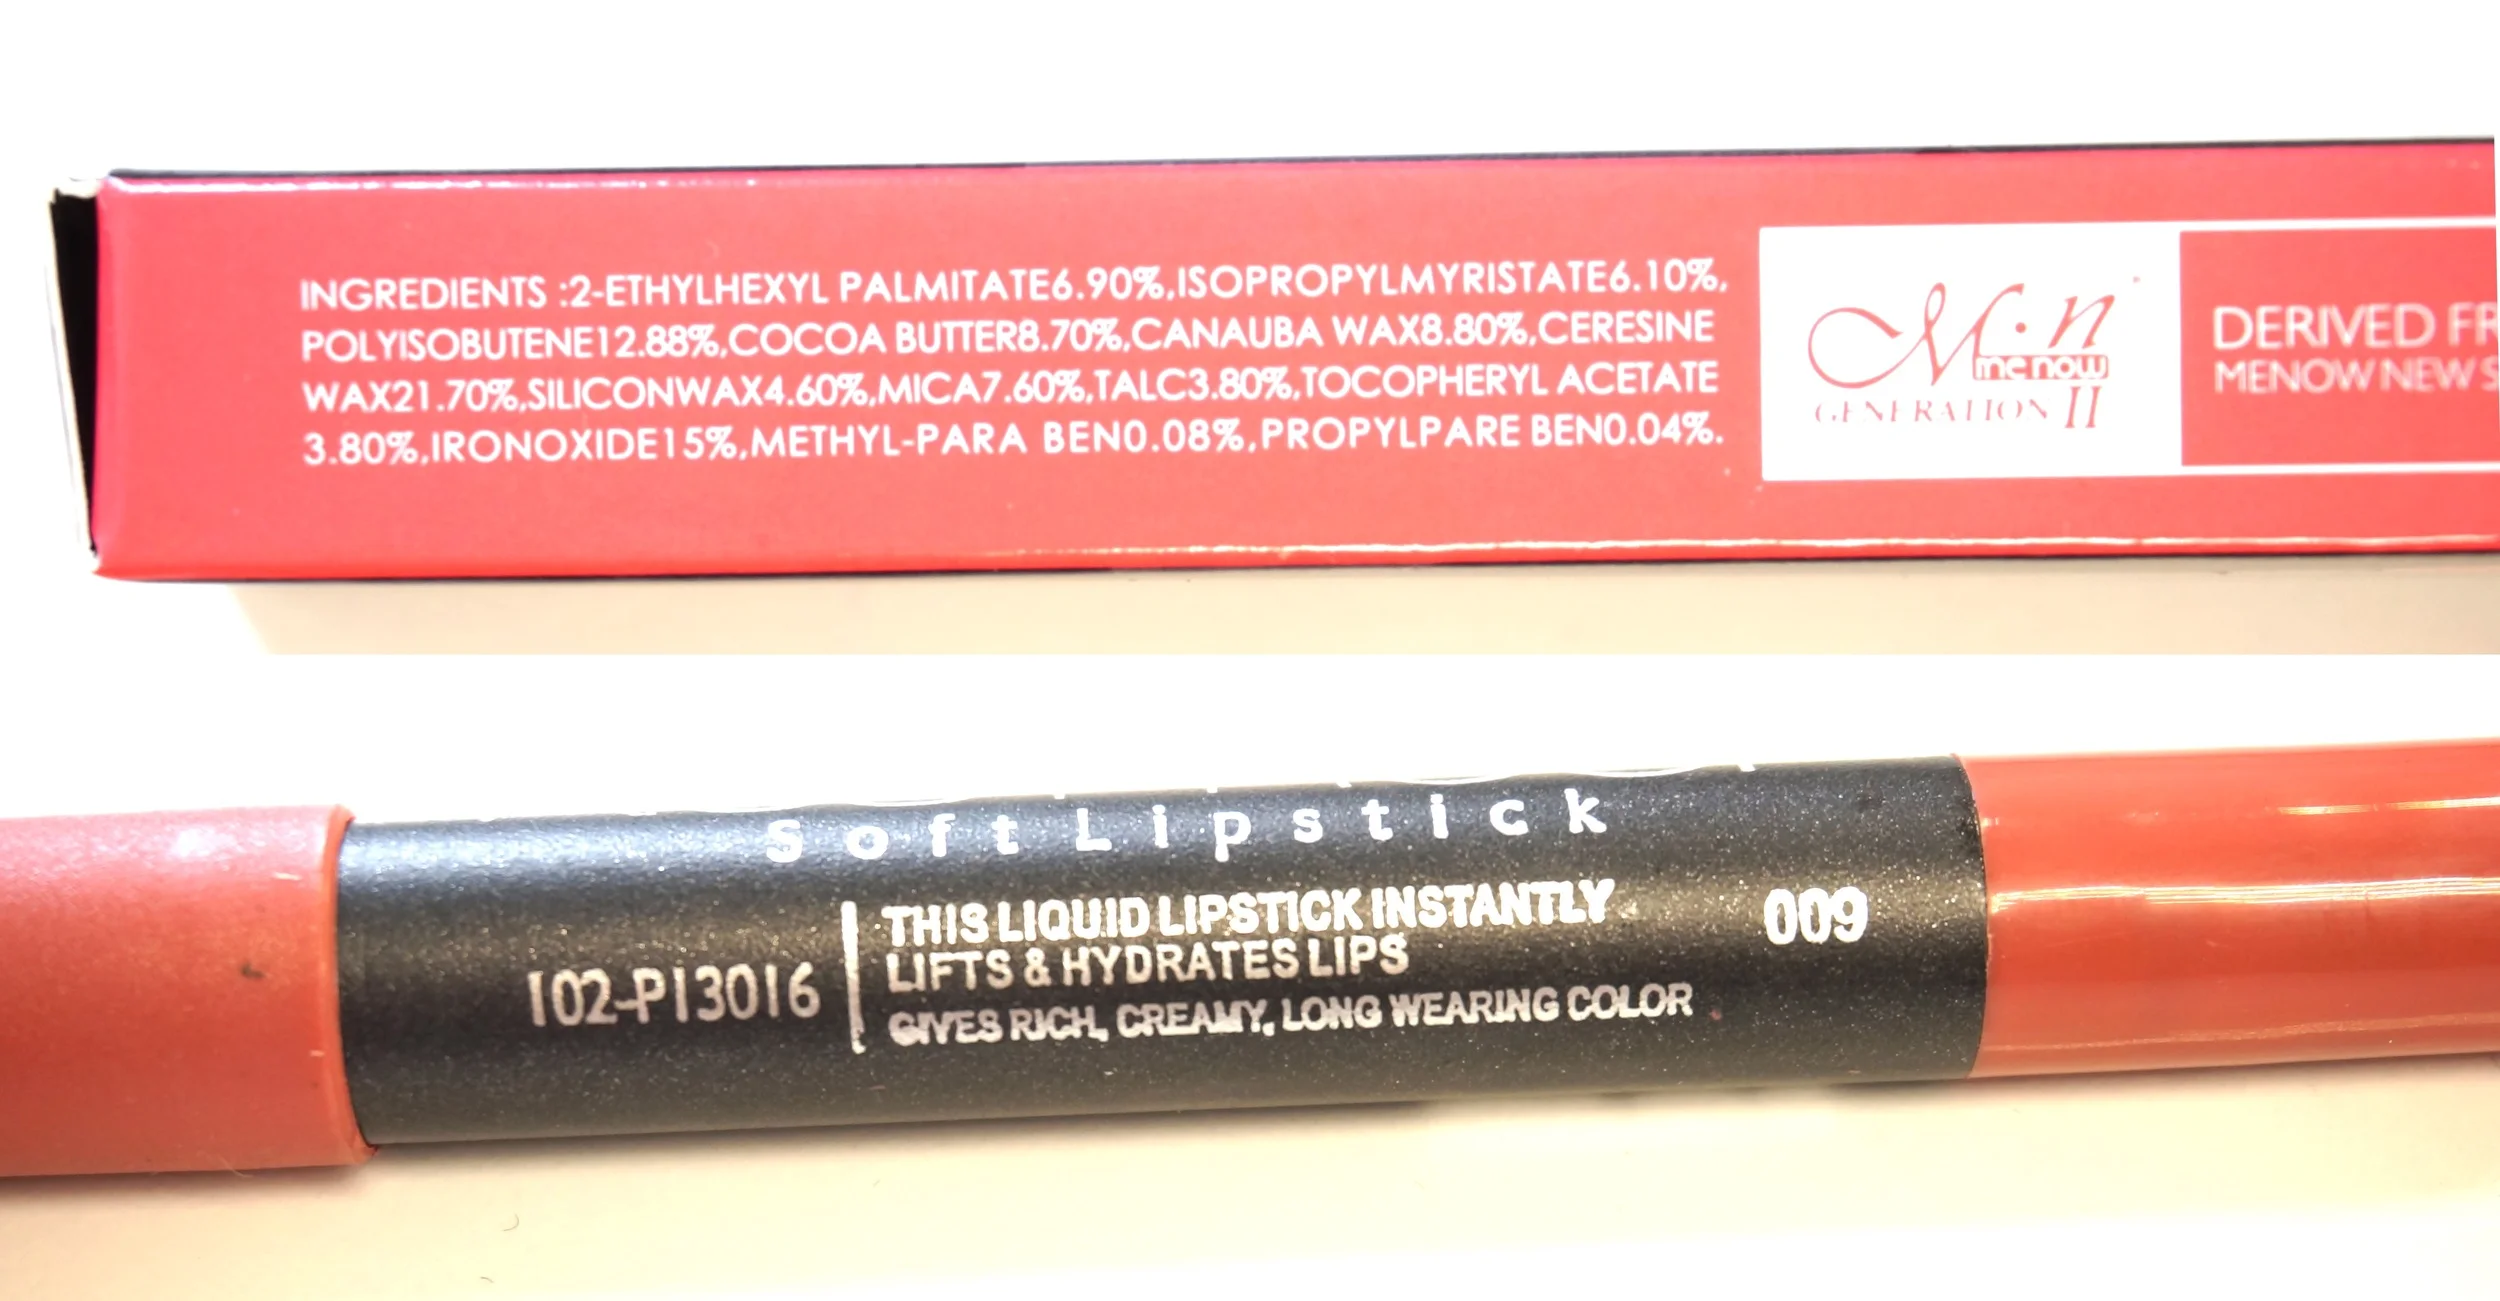 INGREDIENTS :2-ETHYLHEXYL PALMITATE6.90%,ISOPROPYLMYRISTATE6.10%,
POLYISOBUTENE12.88%,COCOA BUTTER8.70%,CANAUBA WAX8.80%,CERESINE
WAX21.70%,SILICONWAX4.60%,MICA7.60%,TALC3.80%,TOCOPHERYL ACETATE
3.80%,IRONOXIDE15%,METHYL-PARA BEN0.08%,PROPYLPARE BEN0.04%.
M·n
me now
GENERATION II
DERIVED FR
MENOW NEW S
Soft Lipstick
THIS LIQUID LIPSTICK INSTANTLY
LIFTS & HYDRATES LIPS
GIVES RICH, CREAMY, LONG WEARING COLOR
102-P13016
009